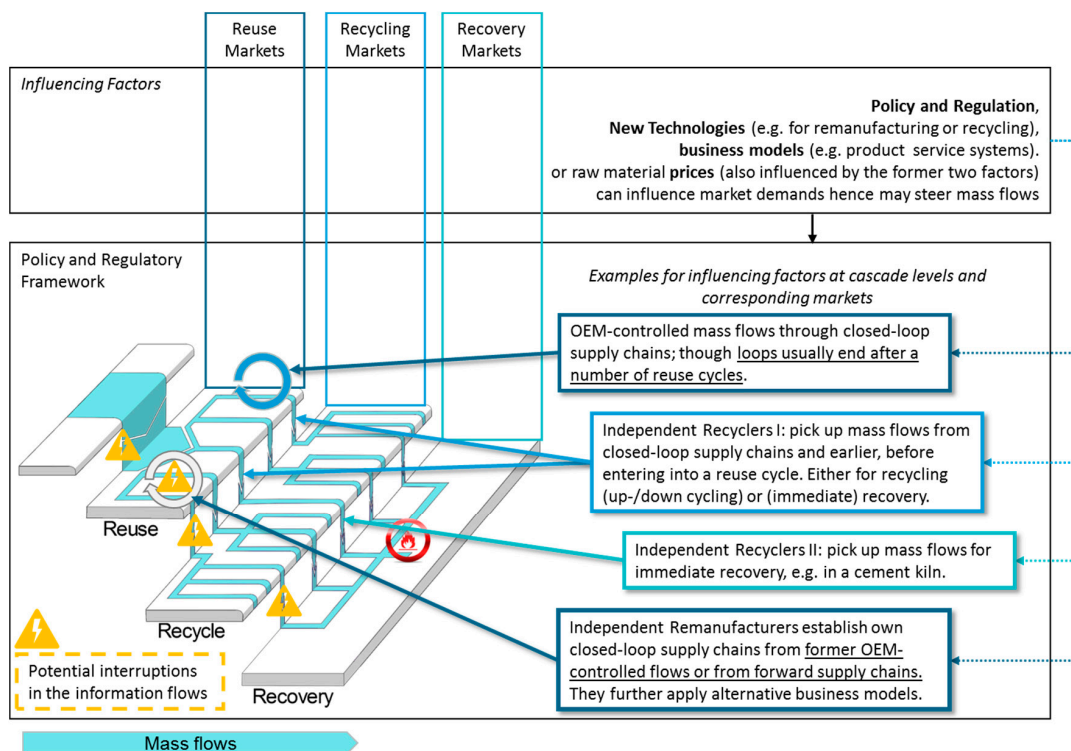 Reuse
Markets
Recycling
Markets
Recovery
Markets
Influencing Factors
Policy and Regulation,
New Technologies (e.g. for remanufacturing or recycling),
business models (e.g. product service systems).
or raw material prices (also influenced by the former two factors)
can influence market demands hence may steer mass flows
Policy and Regulatory
Framework
Examples for influencing factors at cascade levels and
corresponding markets
OEM-controlled mass flows through closed-loop
supply chains; though loops usually end after a
number of reuse cycles.
Independent Recyclers I: pick up mass flows from
closed-loop supply chains and earlier, before
entering into a reuse cycle. Either for recycling
(up-/down cycling) or (immediate) recovery.
Independent Recyclers II: pick up mass flows for
immediate recovery, e.g. in a cement kiln.
Independent Remanufacturers establish own
closed-loop supply chains from former OEM-
controlled flows or from forward supply chains.
They further apply alternative business models.
Reuse
Recycle
Recovery
Potential interruptions
in the information flows
Mass flows